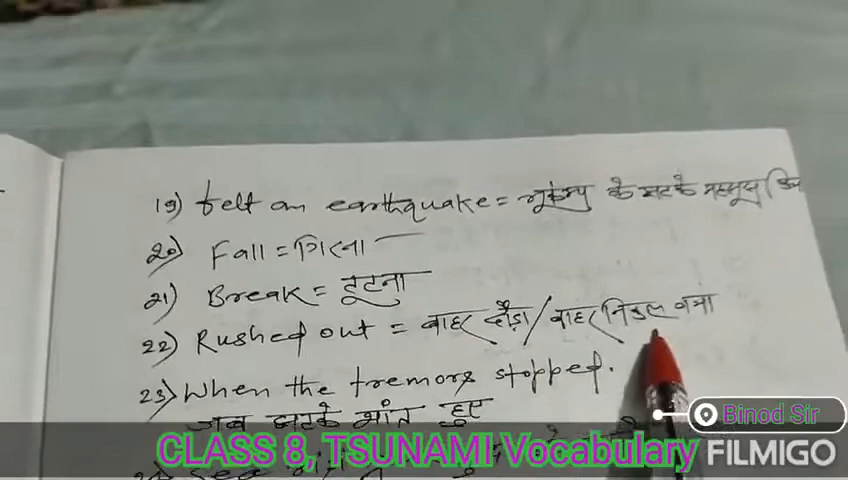 19) felt an earthquake = भूकंप के झटके महसूस
20) Fall = गिरना
21) Break = टूटना
22) Rushed out = बाहर दौड़ा / बाहर निकल गया
23) When the tremors stopped.
जब झटके शांत हुए
Binod Sir
CLASS 8, TSUNAMI Vocabulary
FILMIGO